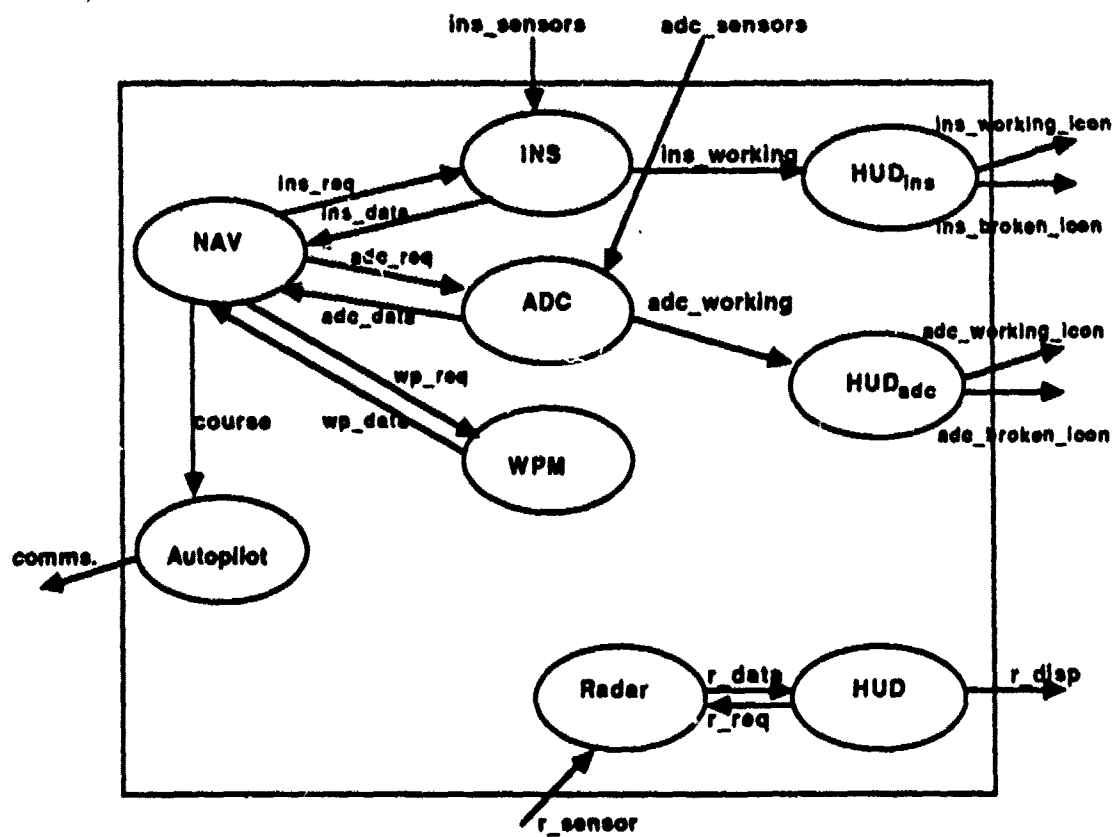 ins_sensors
adc_sensors
INS
ins_working
HUDins
ins_working_icon
ins_broken_icon
ins_req
ins_data
NAV
adc_req
adc_data
ADC
adc_working
HUDadc
adc_working_icon
adc_broken_icon
wp_req
wp_data
WPM
course
Autopilot
comms.
Radar
r_data
r_req
HUD
r_disp
r_sensor